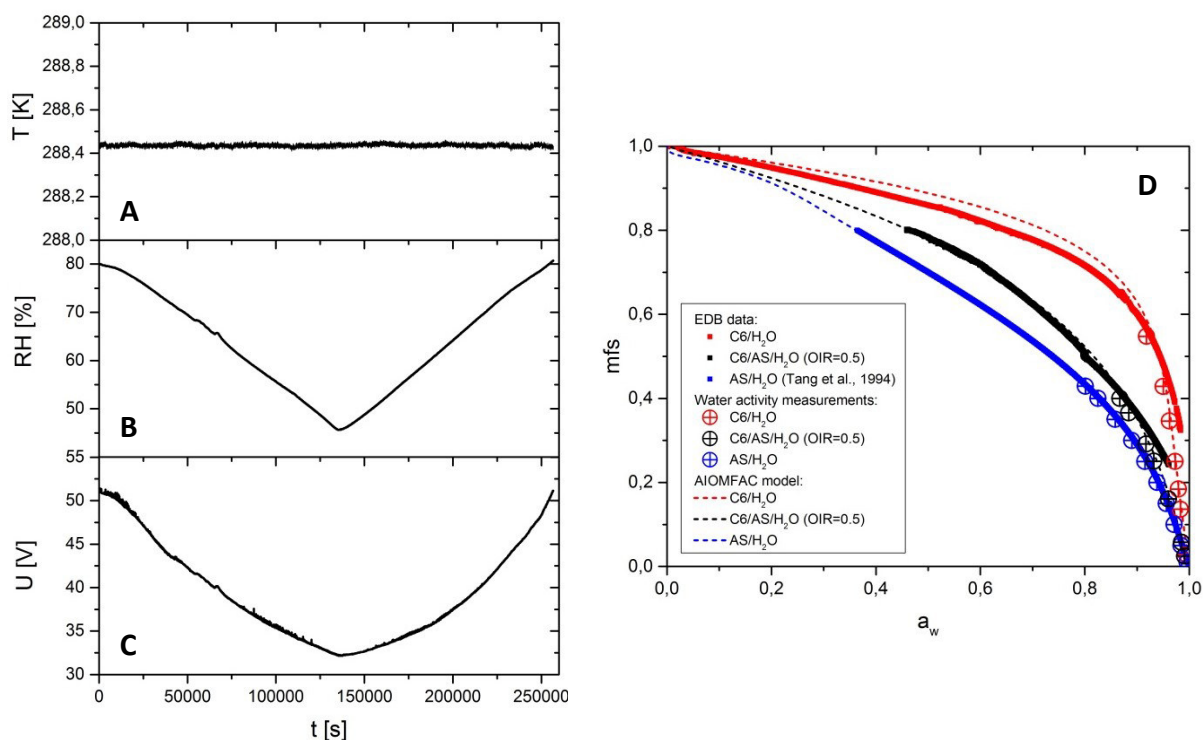 289,0
288,8
288,6
288,4
288,2
288,0
T [K]
A
80
70
60
50
55
RH [%]
B
50
45
40
35
30
U [V]
C
0 50000 100000 150000 200000 250000
t [s]
1,0
0,8
0,6
0,4
0,2
0,0
mfs
D
EDB data:
C6/H₂O
C6/AS/H₂O (OIR=0.5)
AS/H₂O (Tang et al., 1994)
Water activity measurements:
C6/H₂O
C6/AS/H₂O (OIR=0.5)
AS/H₂O
AIOMFAC model:
C6/H₂O
C6/AS/H₂O (OIR=0.5)
AS/H₂O
0,0 0,2 0,4 0,6 0,8 1,0
a_w